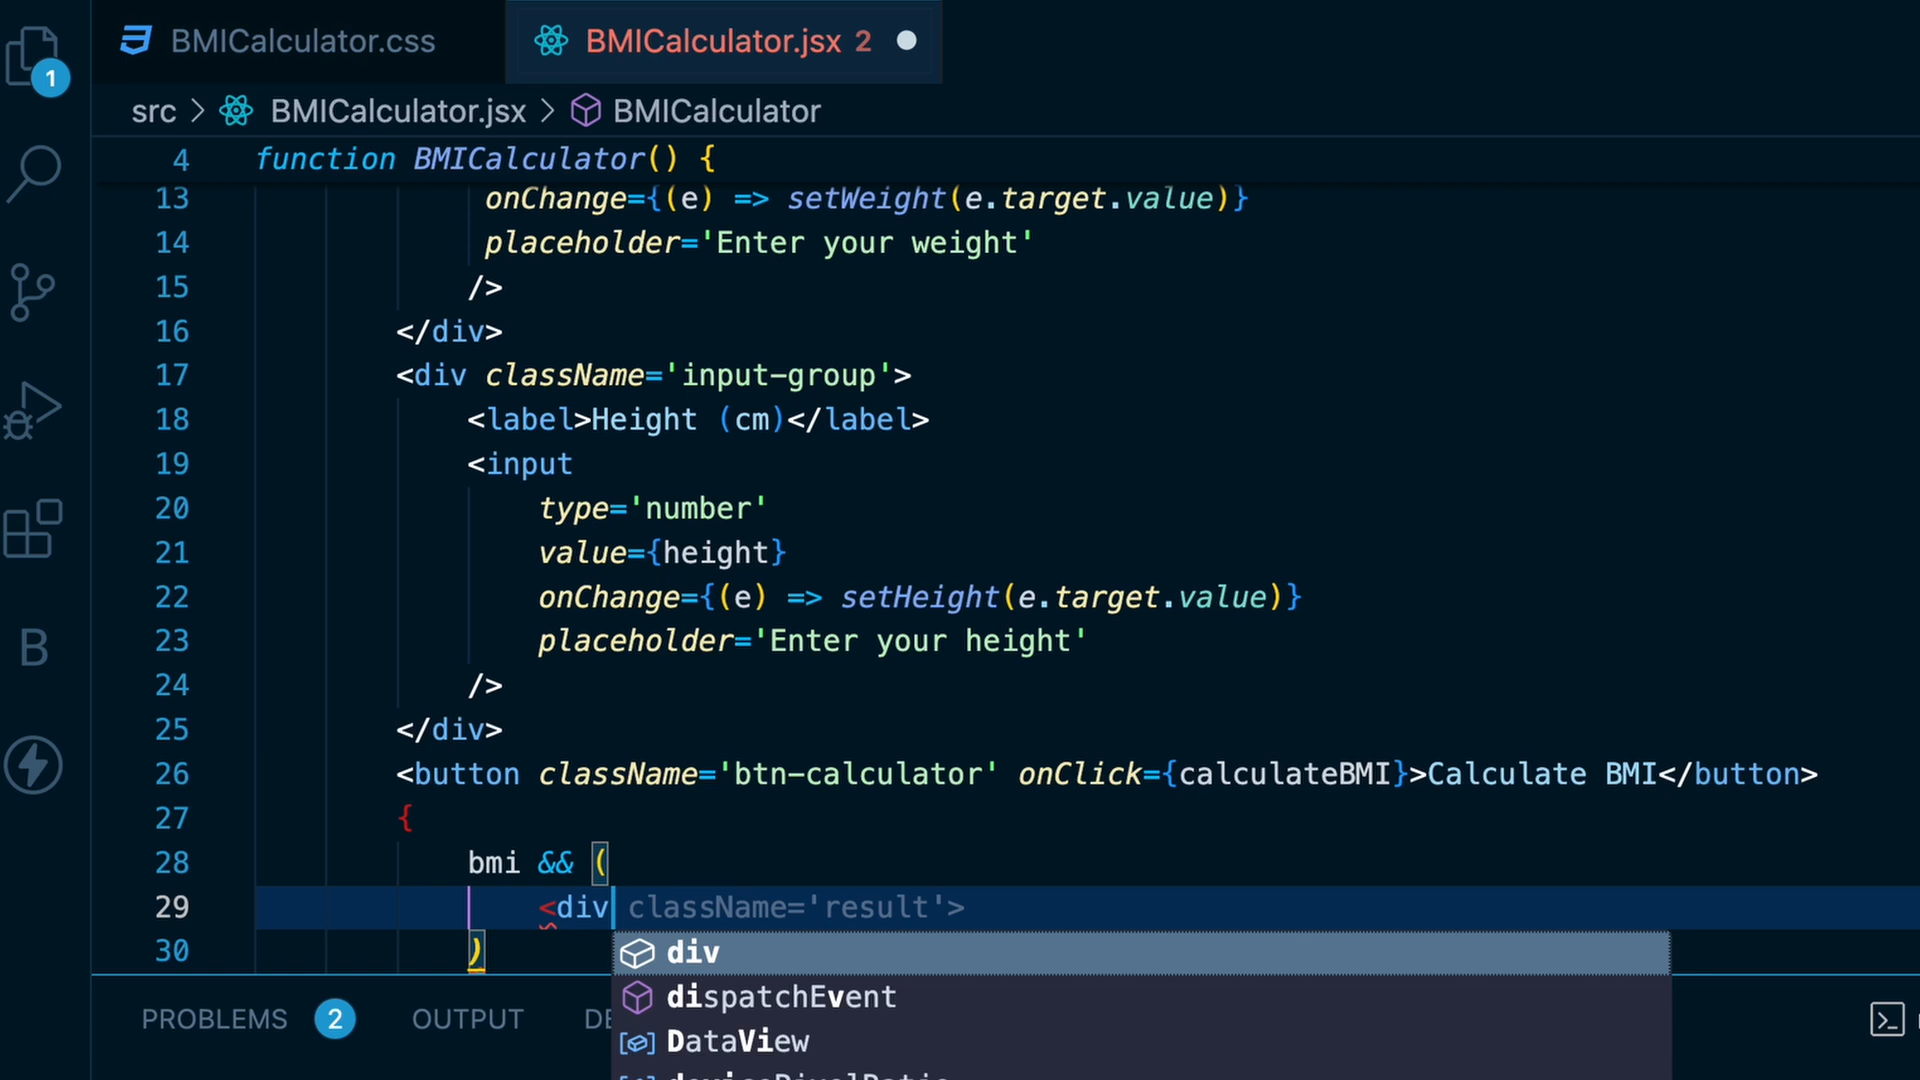 BMICalculator.css
BMICalculator.jsx 2
1
src > BMICalculator.jsx > BMICalculator
4 function BMICalculator() {
13 onChange={(e) => setWeight(e.target.value)}
14 placeholder='Enter your weight'
15 />
16 </div>
17 <div className='input-group'>
18 <label>Height (cm)</label>
19 <input
20 type='number'
21 value={height}
22 onChange={(e) => setHeight(e.target.value)}
23 placeholder='Enter your height'
24 />
25 </div>
26 <button className='btn-calculator' onClick={calculateBMI}>Calculate BMI</button>
27 {
28 bmi && (
29 <div className='result'>
30 )
div
dispatchEvent
DataView
B
PROBLEMS 2 OUTPUT DE